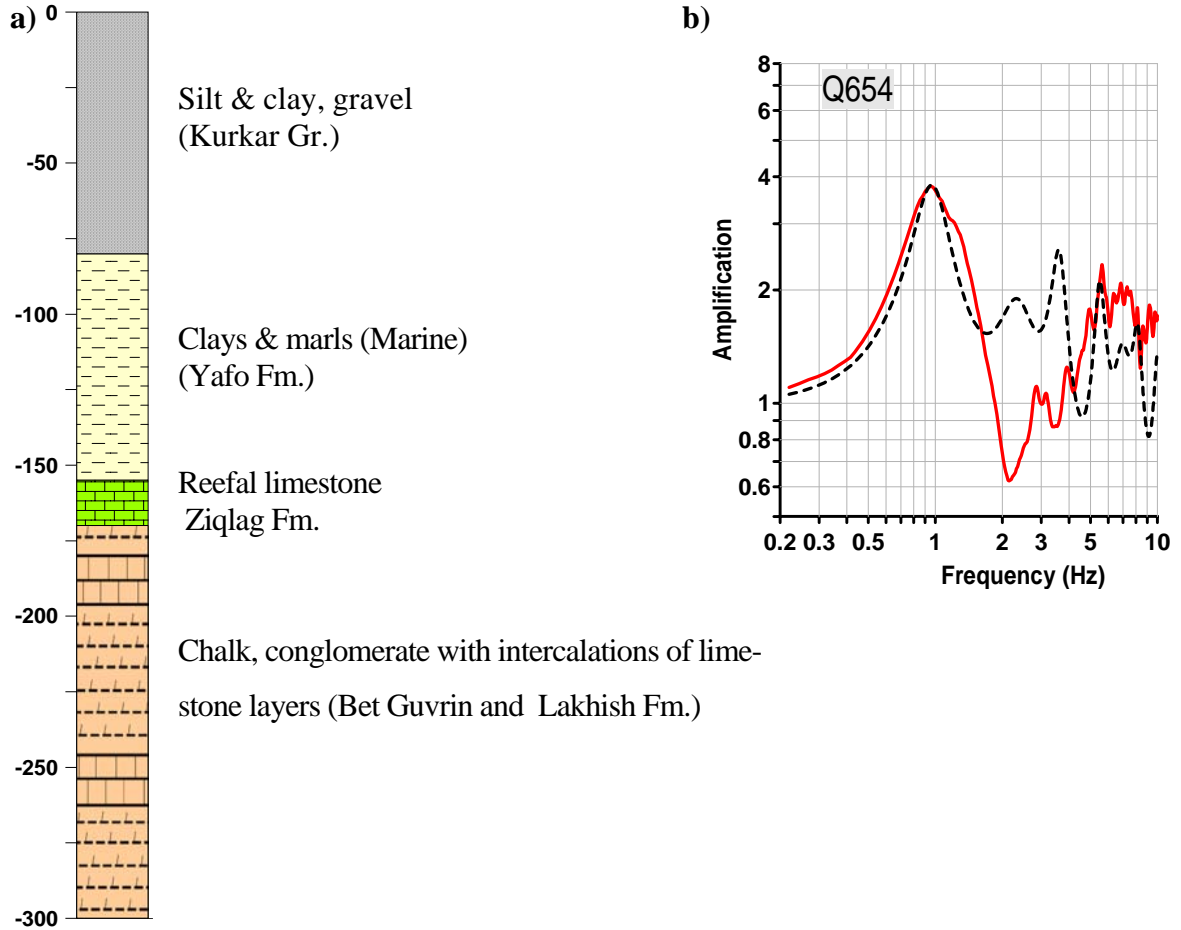 a)
0
-50
-100
-150
-200
-250
-300
Silt & clay, gravel
(Kurkar Gr.)
Clays & marls (Marine)
(Yafo Fm.)
Reefal limestone
Ziqlag Fm.
Chalk, conglomerate with intercalations of lime-
stone layers (Bet Guvrin and Lakhish Fm.)
b)
Q654
Amplification
8
6
4
2
1
0.8
0.6
0.2 0.3 0.5 1 2 3 5 10
Frequency (Hz)